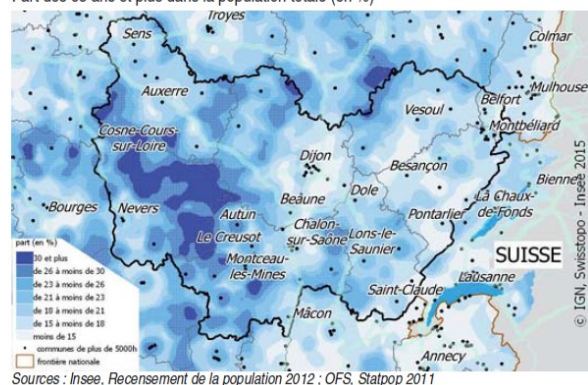 Part des 65 ans et plus dans la population totale (en %)
Troyes
Sens
Colmar
Auxerre
Mulhouse
Belfort
Vesoul
Montbéliard
Cosne-Cours-
sur-Loire
Dijon
Besançon
Bienne
Beaune
Dole
La Chaux-
de-Fonds
Bourges
Nevers
Autun
Pontarlier
Le Creusot
Chalon-
sur-Saône
Lons-le-
Saunier
Montceau-
les-Mines
SUISSE
Lausanne
Saint-Claude
Mâcon
Annecy
part (en %)
30 et plus
de 26 à moins de 30
de 23 à moins de 26
de 21 à moins de 23
de 18 à moins de 21
de 15 à moins de 18
moins de 15
communes de plus de 5000h
frontière nationale
© IGN, Swisstopo - Insee 2015
Sources : Insee, Recensement de la population 2012 ; OFS, Statpop 2011